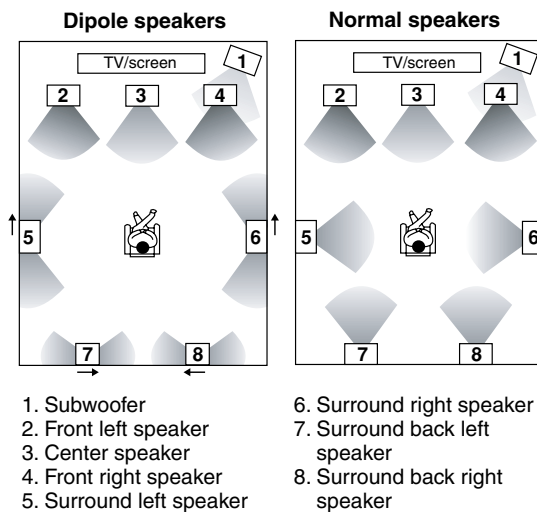 Dipole speakers
TV/screen
1
2
3
4
5
6
7
8
Normal speakers
TV/screen
1
2
3
4
5
6
7
8
1. Subwoofer
2. Front left speaker
3. Center speaker
4. Front right speaker
5. Surround left speaker
6. Surround right speaker
7. Surround back left
speaker
8. Surround back right
speaker